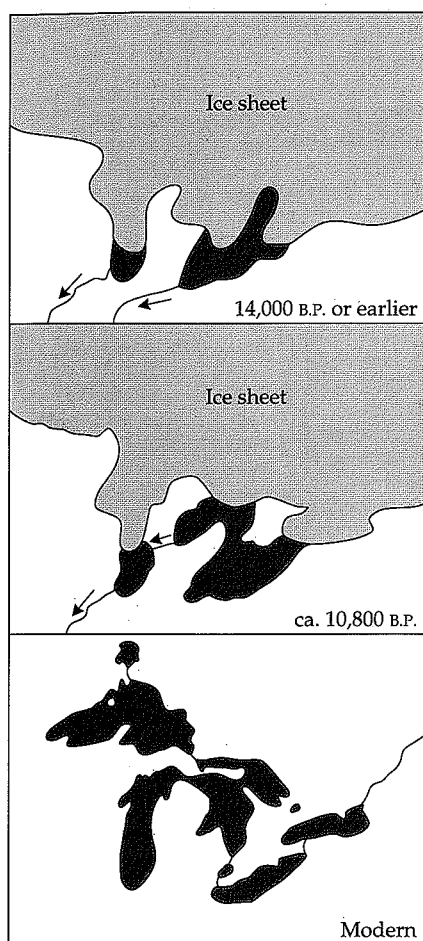 Ice sheet
14,000 B.P. or earlier
Ice sheet
ca. 10,800 B.P.
Modern